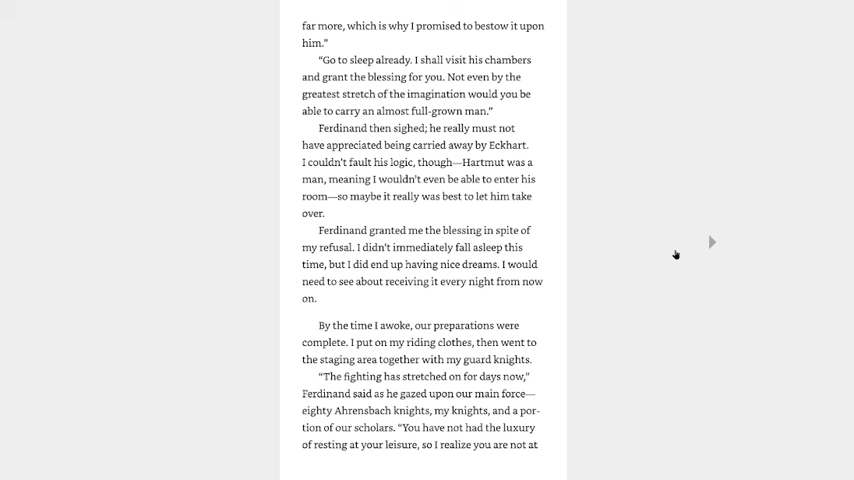 far more, which is why I promised to bestow it upon
him.”
“Go to sleep already. I shall visit his chambers
and grant the blessing for you. Not even by the
greatest stretch of the imagination would you be
able to carry an almost full-grown man.”
Ferdinand then sighed; he really must not
have appreciated being carried away by Eckhart.
I couldn’t fault his logic, though—Hartmut was a
man, meaning I wouldn’t even be able to enter his
room—so maybe it really was best to let him take
over.
Ferdinand granted me the blessing in spite of
my refusal. I didn’t immediately fall asleep this
time, but I did end up having nice dreams. I would
need to see about receiving it every night from now
on.
By the time I awoke, our preparations were
complete. I put on my riding clothes, then went to
the staging area together with my guard knights.
“The fighting has stretched on for days now,”
Ferdinand said as he gazed upon our main force—
eighty Ahrensbach knights, my knights, and a por-
tion of our scholars. “You have not had the luxury
of resting at your leisure, so I realize you are not at